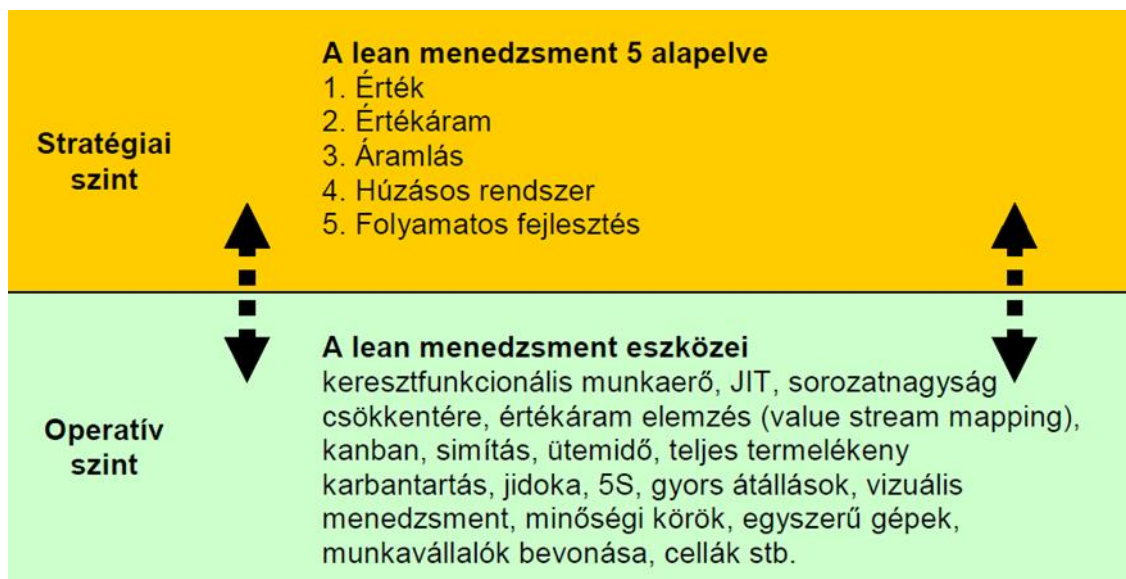 A lean menedzsment 5 alapelve
1. Érték
2. Értékáram
3. Áramlás
4. Húzásos rendszer
5. Folyamatos fejlesztés
Stratégiai
szint
A lean menedzsment eszközei
keresztfunkcionális munkaerő, JIT, sorozatnagyság
csökkentére, értékáram elemzés (value stream mapping),
kanban, simítás, ütemidő, teljes termelékeny
karbantartás, jidoka, 5S, gyors átállások, vizuális
menedzsment, minőségi körök, egyszerű gépek,
munkavállalók bevonása, cellák stb.
Operatív
szint